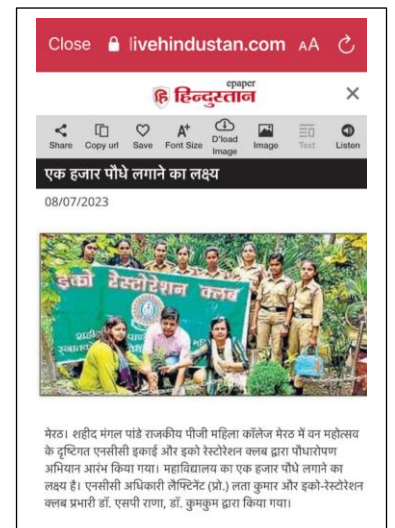 Close livehindustan.com AA
epaper
हि हिन्दुस्तान
Share Copy url Save Font Size D'load Image Image Text Listen
एक हजार पौधे लगाने का लक्ष्य
08/07/2023
इको रेस्टोरेशन क्लब
मेरठ। शहीद मंगल पांडे राजकीय पीजी महिला कॉलेज मेरठ में वन महोत्सव
के दृष्टिगत एनसीसी इकाई और इको रेस्टोरेशन क्लब द्वारा पौधारोपण
अभियान आरंभ किया गया। महाविद्यालय का एक हजार पौधे लगाने का
लक्ष्य है। एनसीसी अधिकारी लैफ्टिनेंट (प्रो.) लता कुमार और इको-रेस्टोरेशन
क्लब प्रभारी डॉ. एसपी राणा, डॉ. कुमकुम द्वारा किया गया।